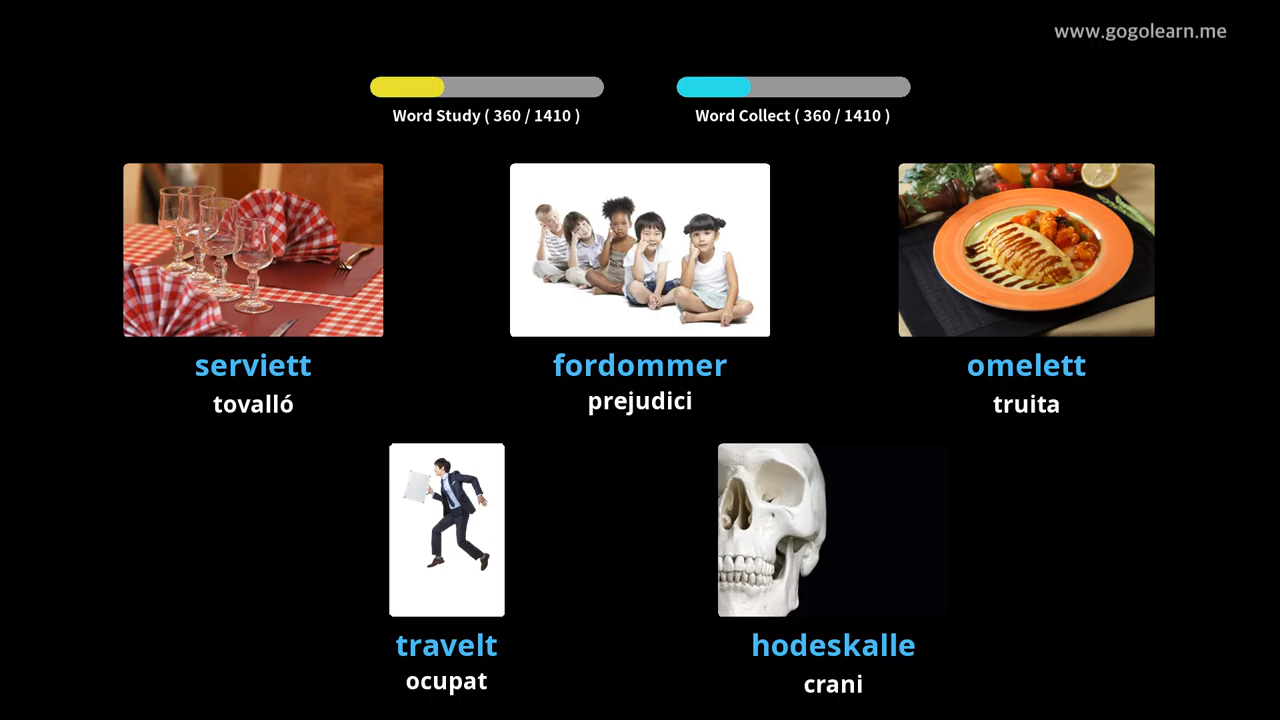 www.gogolearn.me
Word Study ( 360 / 1410 )
Word Collect ( 360 / 1410 )
serviett
tovalló
fordommer
prejudici
omelett
truita
travelt
ocupat
hodeskalle
crani